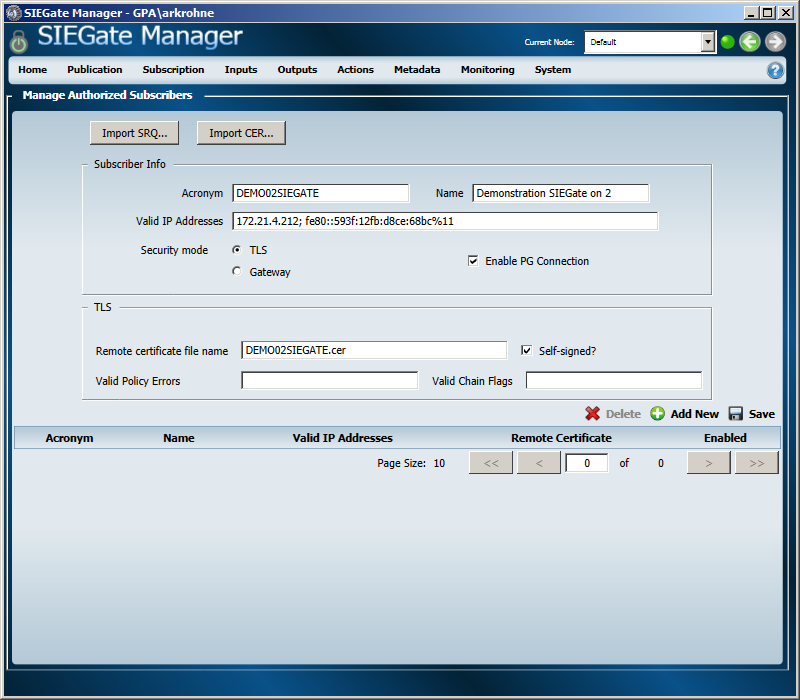 SIEGate Manager - GPA\arkrohne
SIEGate Manager
Current Node: Default
Home Publication Subscription Inputs Outputs Actions Metadata Monitoring System ?
Manage Authorized Subscribers
Import SRQ... Import CER...
Subscriber Info
Acronym DEMO02SIEGATE Name Demonstration SIEGate on 2
Valid IP Addresses 172.21.4.212; fe80::593f:12fb:d8ce:68bc%11
Security mode TLS
Enable PG Connection
Gateway
TLS
Remote certificate file name DEMO02SIEGATE.cer Self-signed?
Valid Policy Errors Valid Chain Flags
Delete Add New Save
Acronym Name Valid IP Addresses Remote Certificate Enabled
Page Size: 10 << < 0 of 0 > >>